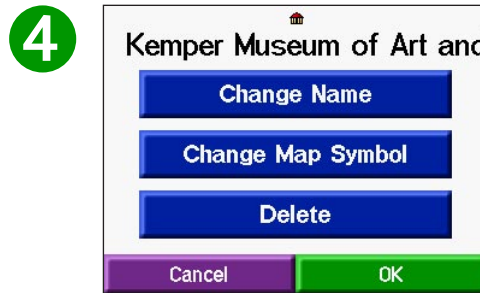 4
Kemper Museum of Art and
Change Name
Change Map Symbol
Delete
Cancel OK